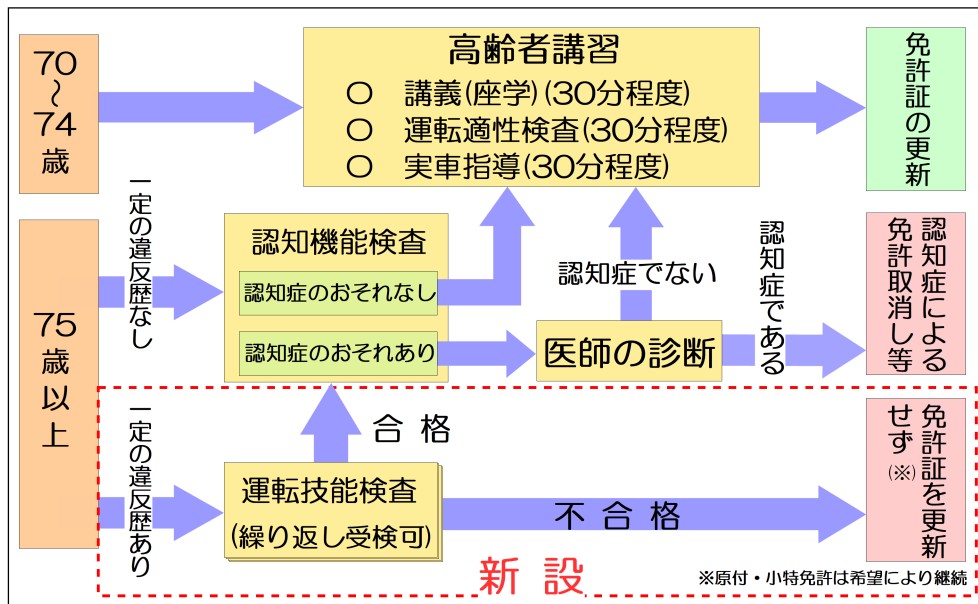 70
～
74
歳
高齢者講習
○ 講義(座学)(30分程度)
○ 運転適性検査(30分程度)
○ 実車指導(30分程度)
免許証の更新
75
歳
以
上
一定の違反歴なし
認知機能検査
認知症のおそれなし
認知症のおそれあり
認知症でない
医師の診断
認知症である
認知症による
免許取消し等
一定の違反歴あり
合格
運転技能検査
(繰り返し受検可)
不合格
免許証を更新
せず(※)
新設
※原付・小特免許は希望により継続